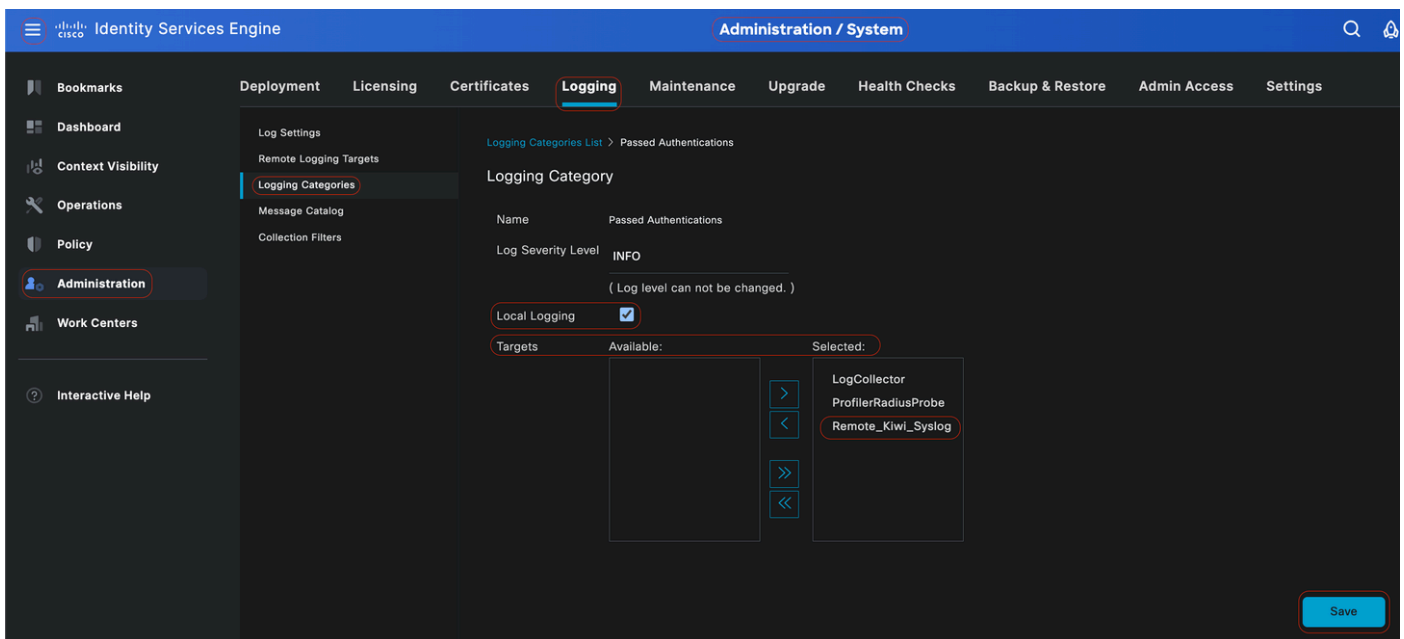 cisco Identity Services Engine
Administration / System
Bookmarks
Dashboard
Context Visibility
Operations
Policy
Administration
Work Centers
? Interactive Help
Deployment Licensing Certificates Logging Maintenance Upgrade Health Checks Backup & Restore Admin Access Settings
Log Settings
Remote Logging Targets
Logging Categories
Message Catalog
Collection Filters
Logging Categories List > Passed Authentications
Logging Category
Name Passed Authentications
Log Severity Level INFO
( Log level can not be changed. )
Local Logging
Targets Available: Selected:
LogCollector
ProfilerRadiusProbe
Remote_Kiwi_Syslog
Save